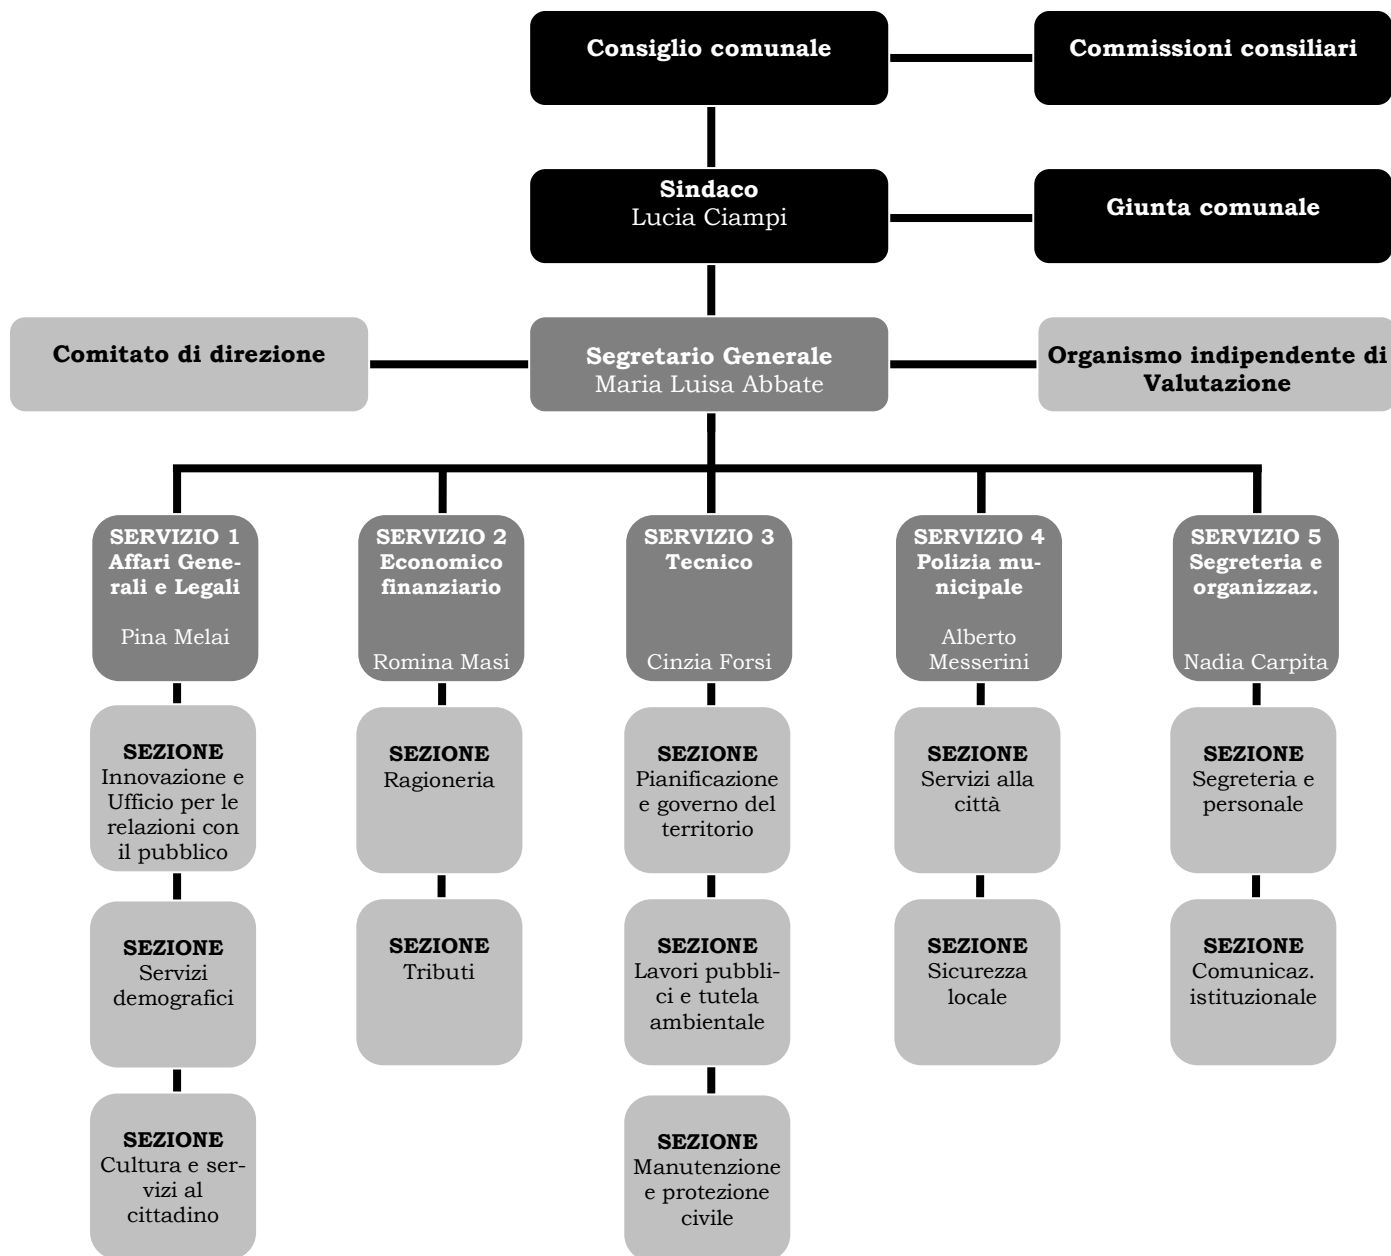 Consiglio comunale
Commissioni consiliari
Sindaco
Lucia Ciampi
Giunta comunale
Comitato di direzione
Segretario Generale
Maria Luisa Abbate
Organismo indipendente di
Valutazione
SERVIZIO 1
Affari Gene-
rali e Legali
Pina Melai
SERVIZIO 2
Economico
finanziario
Romina Masi
SERVIZIO 3
Tecnico
Cinzia Forsi
SERVIZIO 4
Polizia mu-
nicipale
Alberto
Messerini
SERVIZIO 5
Segreteria e
organizzaz.
Nadia Carpita
SEZIONE
Innovazione e
Ufficio per le
relazioni con
il pubblico
SEZIONE
Ragioneria
SEZIONE
Pianificazione
e governo del
territorio
SEZIONE
Servizi alla
città
SEZIONE
Segreteria e
personale
SEZIONE
Servizi
demografici
SEZIONE
Tributi
SEZIONE
Lavori pubbli-
ci e tutela
ambientale
SEZIONE
Sicurezza
locale
SEZIONE
Comunicaz.
istituzionale
SEZIONE
Cultura e ser-
vizi al
cittadino
SEZIONE
Manutenzione
e protezione
civile